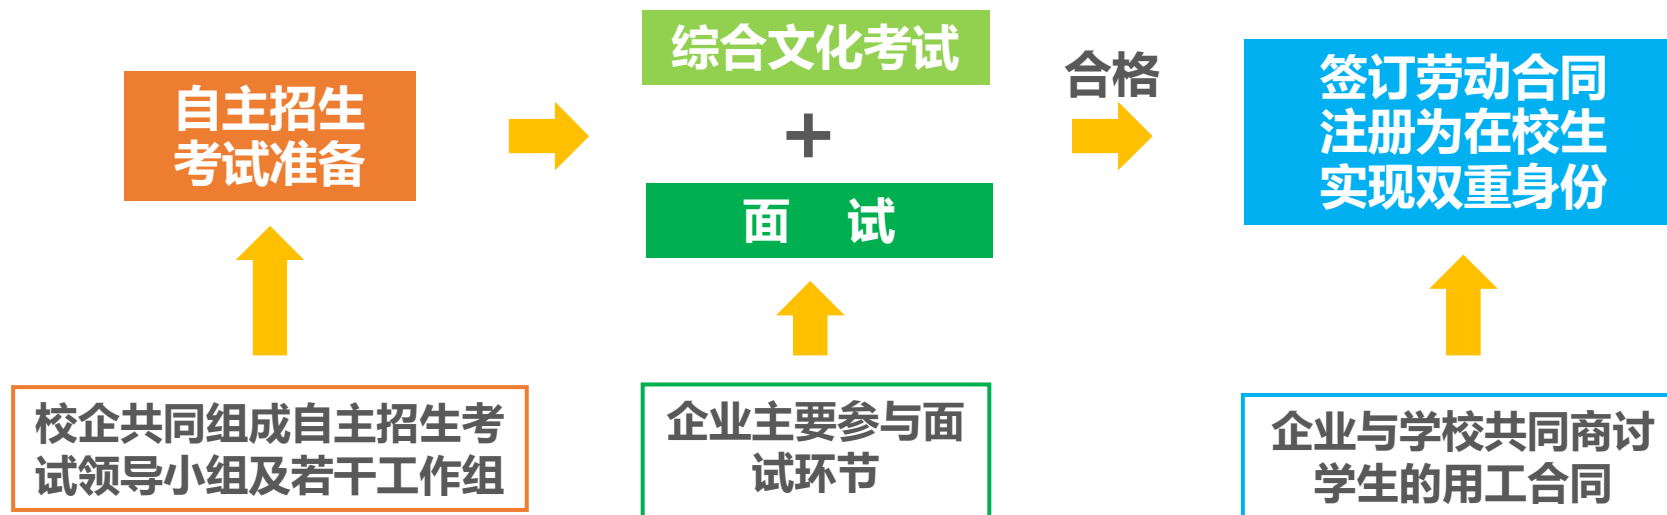 自主招生
考试准备
综合文化考试
+
面 试
合格
签订劳动合同
注册为在校生
实现双重身份
校企共同组成自主招生考
试领导小组及若干工作组
企业主要参与面
试环节
企业与学校共同商讨
学生的用工合同